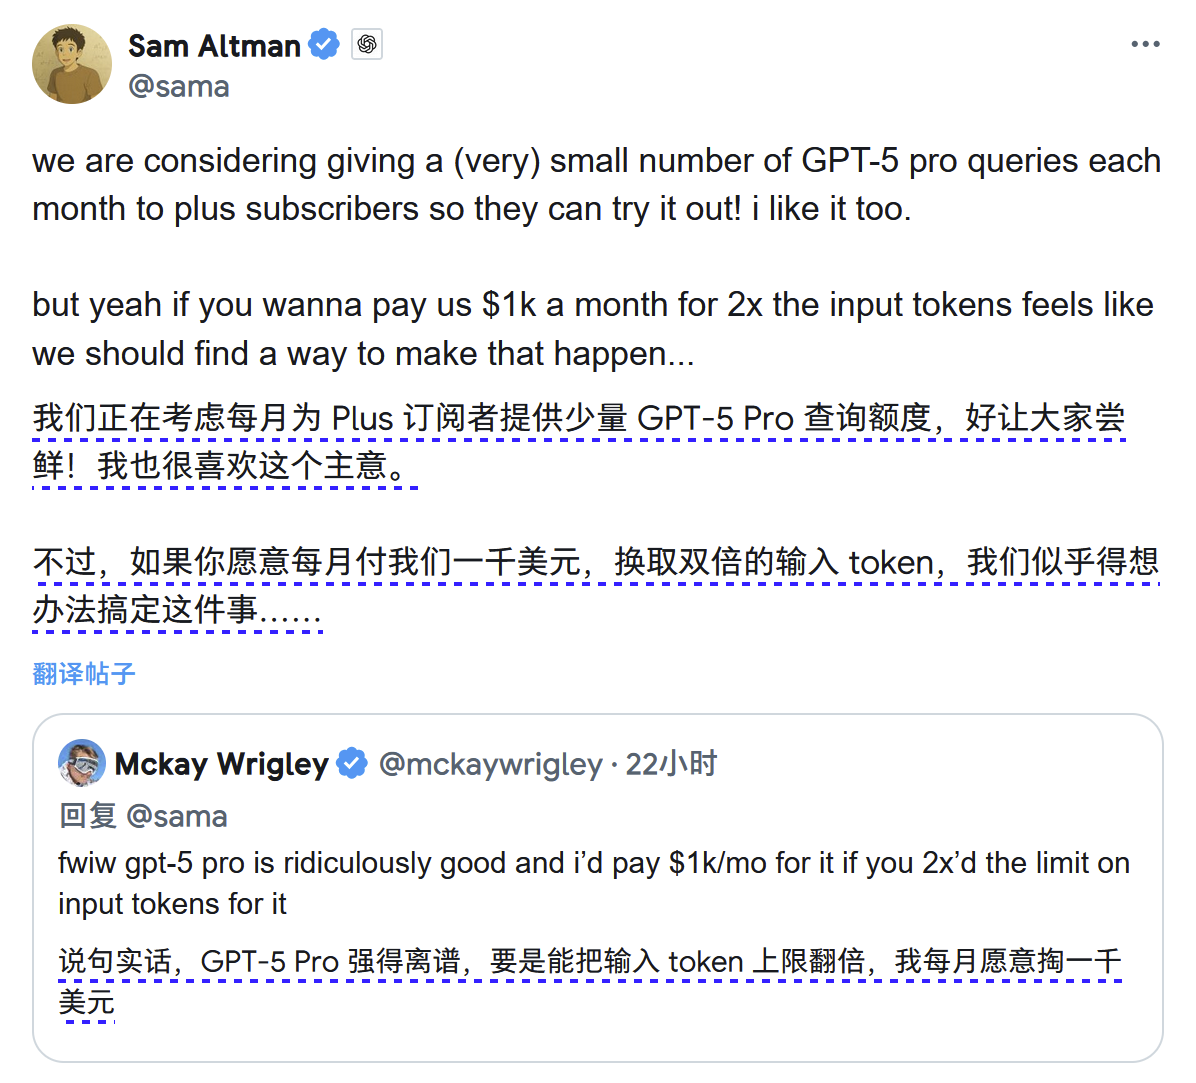 Sam Altman
@sama
we are considering giving a (very) small number of GPT-5 pro queries each
month to plus subscribers so they can try it out! i like it too.
but yeah if you wanna pay us $1k a month for 2x the input tokens feels like
we should find a way to make that happen...
我们正在考虑每月为 Plus 订阅者提供少量 GPT-5 Pro 查询额度，好让大家尝
鲜！我也很喜欢这个主意。
不过，如果你愿意每月付我们一千美元，换取双倍的输入 token，我们似乎得想
办法搞定这件事……
翻译帖子
Mckay Wrigley @mckaywrigley · 22小时
回复 @sama
fwiw gpt-5 pro is ridiculously good and i’d pay $1k/mo for it if you 2x’d the limit on
input tokens for it
说句实话，GPT-5 Pro 强得离谱，要是能把输入 token 上限翻倍，我每月愿意掏一千
美元